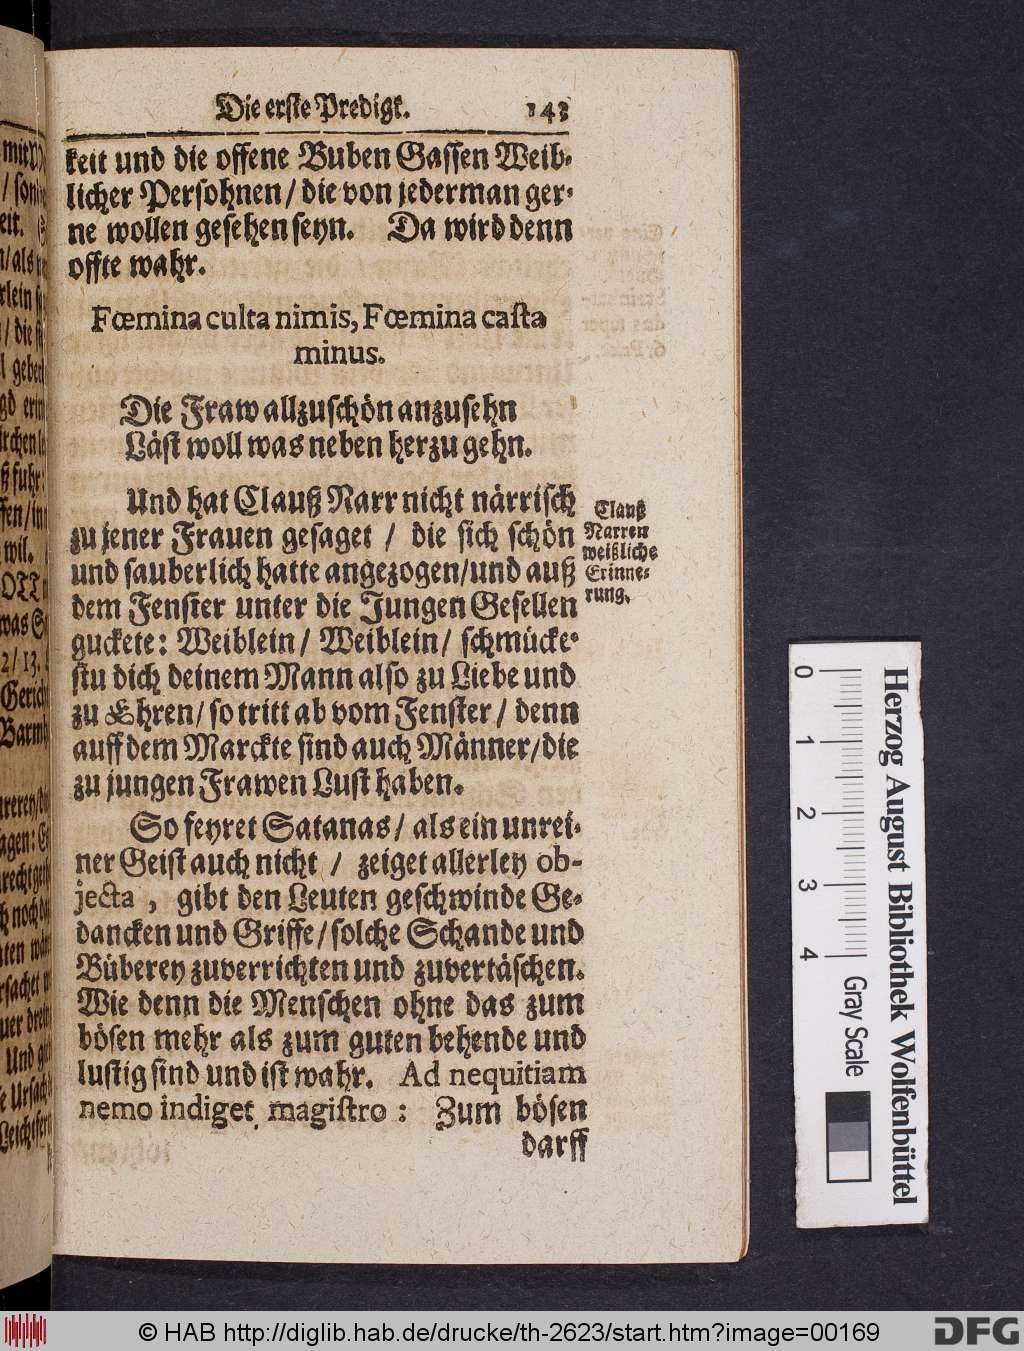 Die erste Predigt. 143
keit und die offene Buben Gassen Weib-
licher Persohnen / die von jederman ger-
ne wollen gesehen seyn. Da wird denn
offte wahr.
Fœmina culta nimis, Fœmina casta
minus.
Die Fraw allzuschön anzusehn
Läst woll was neben herzu gehn.
Und hat Clauß Narr nicht närrisch
zu jener Frauen gesaget / die sich schön
und sauberlich hatte angezogen / und auß
dem Fenster unter die Jungen Gesellen
guckete: Weiblein / Weiblein / schmücke-
stu dich deinem Mann also zu Liebe und
zu Ehren / so tritt ab vom Fenster / denn
auff dem Marckte sind auch Männer / die
zu jungen Frawen Lust haben.
Clauß
Narren
weißliche
Erinne-
rung.
So feyret Satanas / als ein unrei-
ner Geist auch nicht / zeiget allerley ob-
jecta, gibt den Leuten geschwinde Ge-
dancken und Griffe / solche Schande und
Büberey zuverrichten und zuvertäschen.
Wie denn die Menschen ohne das zum
bösen mehr als zum guten behende und
lustig sind und ist wahr. Ad nequitiam
nemo indiget magistro: Zum bösen
darff
0 1 2 3 4
Gray Scale
Herzog August Bibliothek Wolfenbüttel
© HAB http://diglib.hab.de/drucke/th-2623/start.htm?image=00169
DFG